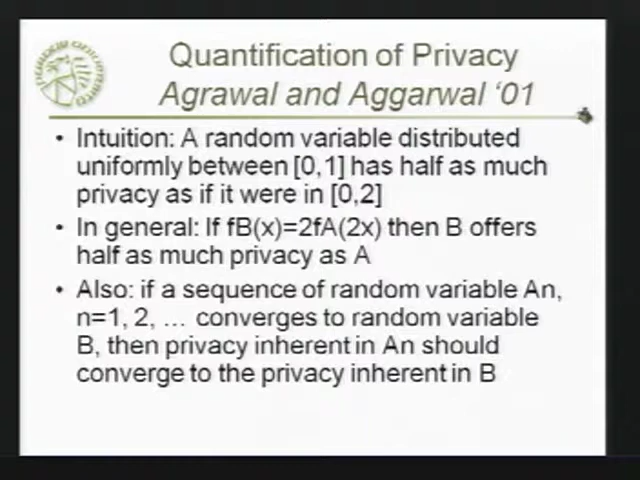 Quantification of Privacy
Agrawal and Aggarwal ‘01
• Intuition: A random variable distributed
uniformly between [0,1] has half as much
privacy as if it were in [0,2]
• In general: If fB(x)=2fA(2x) then B offers
half as much privacy as A
• Also: if a sequence of random variable An,
n=1, 2, … converges to random variable
B, then privacy inherent in An should
converge to the privacy inherent in B